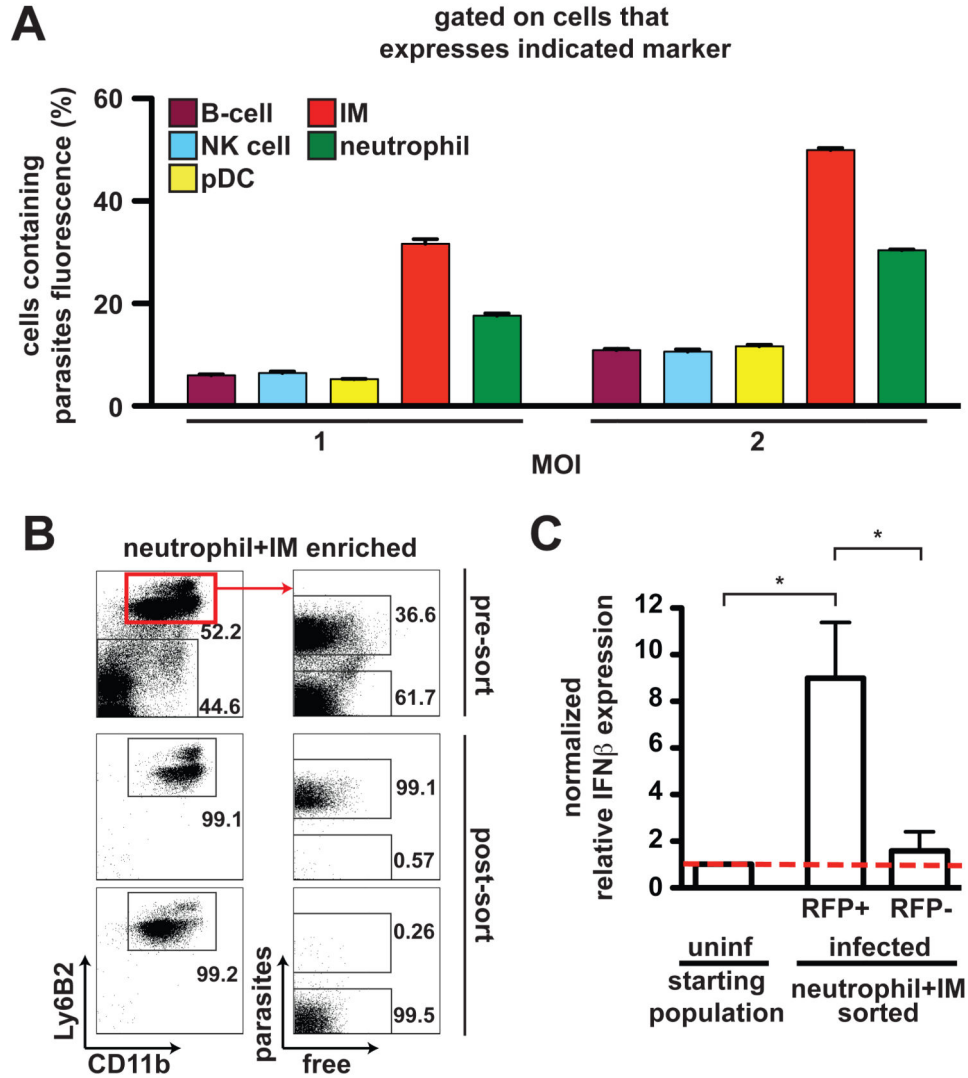 A
gated on cells that
expresses indicated marker
cells containing
parasites fluorescence (%)
60
40
20
0
B-cell
NK cell
pDC
IM
neutrophil
1
2
MOI
B
neutrophil+IM enriched
52.2
44.6
36.6
61.7
pre-sort
99.1
99.1
0.57
99.2
0.26
99.5
post-sort
Ly6B2
CD11b
parasites
free
C
normalized
relative IFNβ expression
12
10
8
6
4
2
0
*
*
RFP+ RFP-
uninf
infected
starting
population
neutrophil+IM
sorted